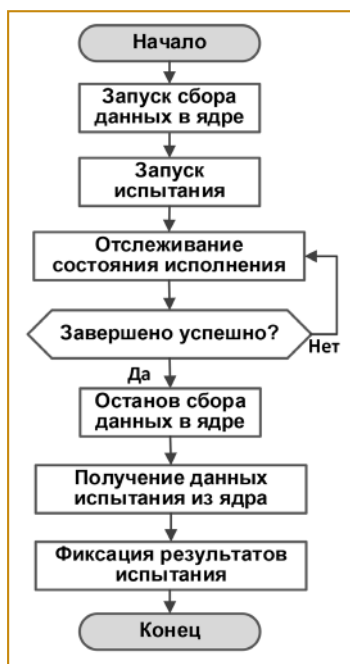 Начало
Запуск сбора
данных в ядре
Запуск
испытания
Отслеживание
состояния исполнения
Завершено успешно?
Нет
Да
Останов сбора
данных в ядре
Получение данных
испытания из ядра
Фиксация результатов
испытания
Конец